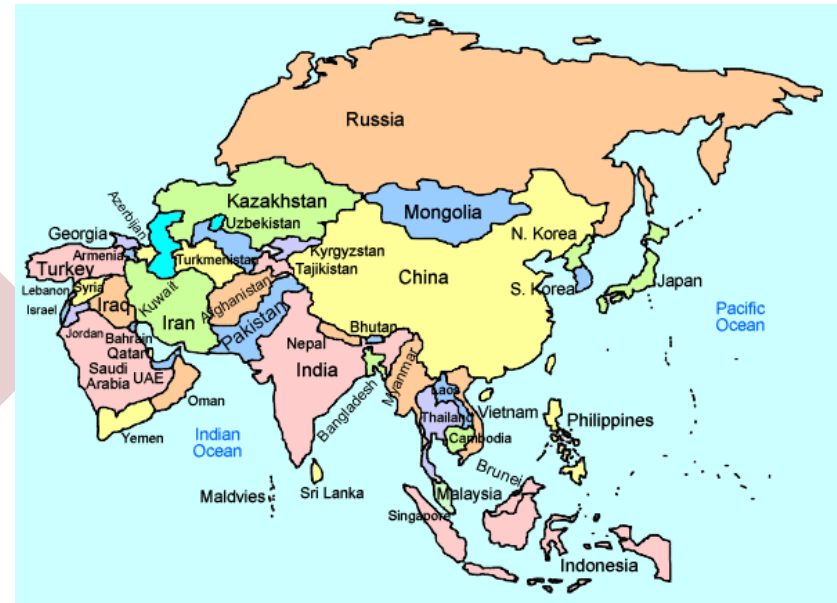 Russia
Kazakhstan
Azerbijan
Uzbekistan
Mongolia
Georgia
N. Korea
Armenia
Kyrgyzstan
Turkmenistan
Turkey
Tajikistan
China
Lebanon
Syria
Kuwait
Afghanistan
S. Korea
Japan
Israel
Iraq
Iran
Pakistan
Pacific
Ocean
Jordan
Bahrain
Bhutan
Nepal
Qatar
Saudi
Arabia
UAE
India
Myanmar
Laos
Oman
Bangladesh
Thailand
Vietnam
Philippines
Yemen
Indian
Ocean
Cambodia
Brunei
Maldvies
Sri Lanka
Malaysia
Singapore
Indonesia